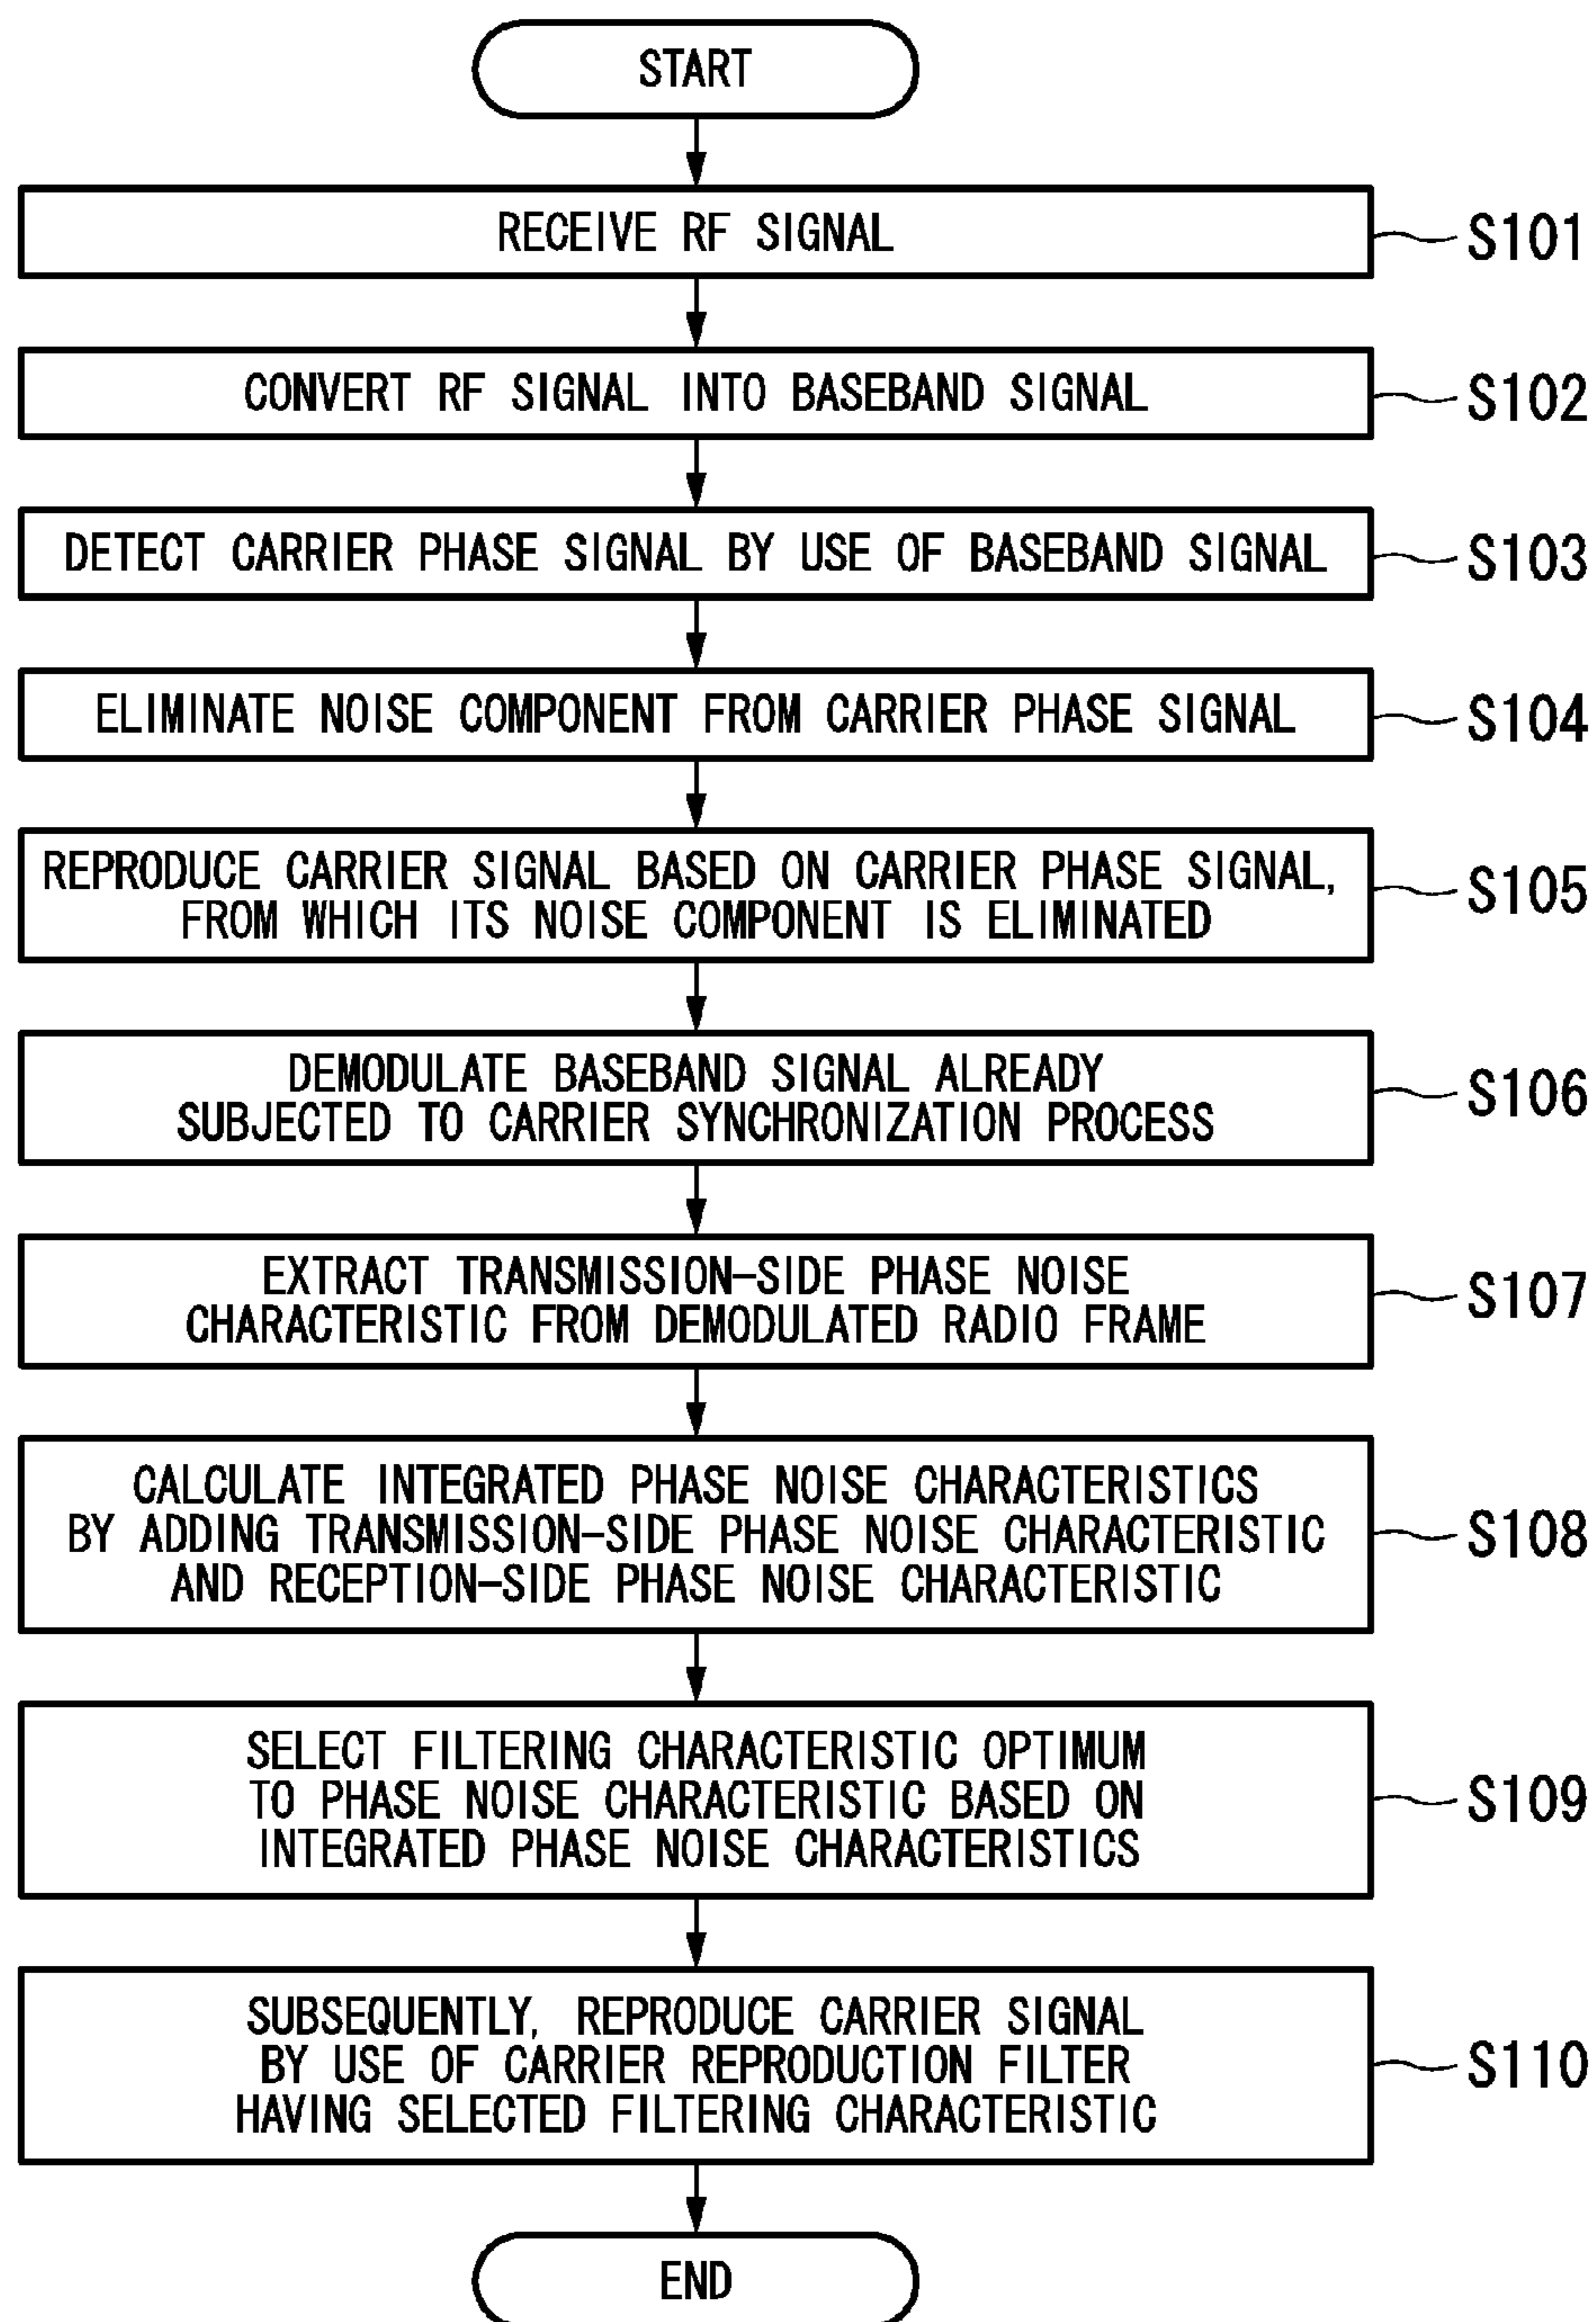 START
RECEIVE RF SIGNAL
S101
CONVERT RF SIGNAL INTO BASEBAND SIGNAL
S102
DETECT CARRIER PHASE SIGNAL BY USE OF BASEBAND SIGNAL
S103
ELIMINATE NOISE COMPONENT FROM CARRIER PHASE SIGNAL
S104
REPRODUCE CARRIER SIGNAL BASED ON CARRIER PHASE SIGNAL,
FROM WHICH ITS NOISE COMPONENT IS ELIMINATED
S105
DEMODULATE BASEBAND SIGNAL ALREADY
SUBJECTED TO CARRIER SYNCHRONIZATION PROCESS
S106
EXTRACT TRANSMISSION-SIDE PHASE NOISE
CHARACTERISTIC FROM DEMODULATED RADIO FRAME
S107
CALCULATE INTEGRATED PHASE NOISE CHARACTERISTICS
BY ADDING TRANSMISSION-SIDE PHASE NOISE CHARACTERISTIC
AND RECEPTION-SIDE PHASE NOISE CHARACTERISTIC
S108
SELECT FILTERING CHARACTERISTIC OPTIMUM
TO PHASE NOISE CHARACTERISTIC BASED ON
INTEGRATED PHASE NOISE CHARACTERISTICS
S109
SUBSEQUENTLY, REPRODUCE CARRIER SIGNAL
BY USE OF CARRIER REPRODUCTION FILTER
HAVING SELECTED FILTERING CHARACTERISTIC
S110
END